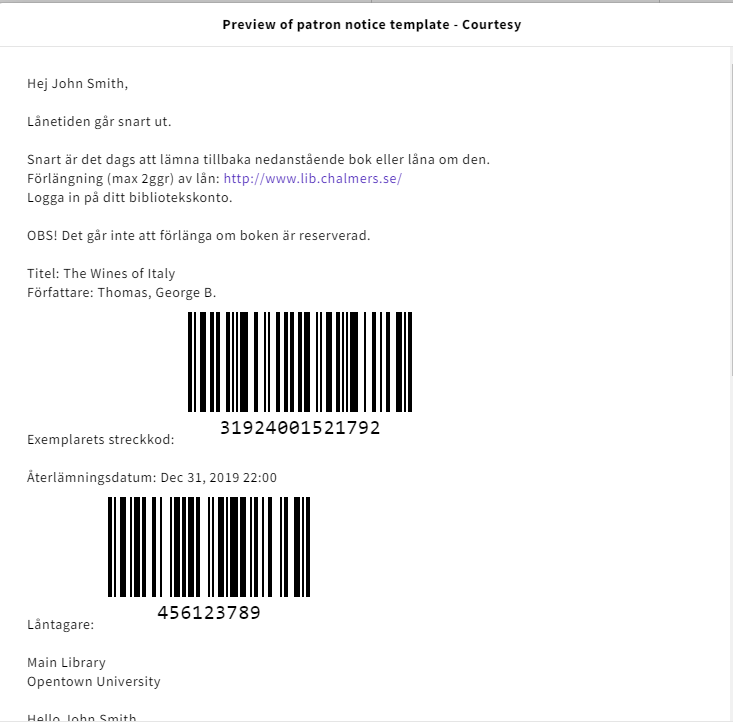 Preview of patron notice template - Courtesy
Hej John Smith,
Lånetiden går snart ut.
Snart är det dags att lämna tillbaka nedanstående bok eller låna om den.
Förlängning (max 2ggr) av lån: http://www.lib.chalmers.se/
Logga in på ditt bibliotekskonto.
OBS! Det går inte att förlänga om boken är reserverad.
Titel: The Wines of Italy
Författare: Thomas, George B.
31924001521792
Exemplarets streckkod:
Återlämningsdatum: Dec 31, 2019 22:00
456123789
Låntagare:
Main Library
Opentown University
Hello John Smith